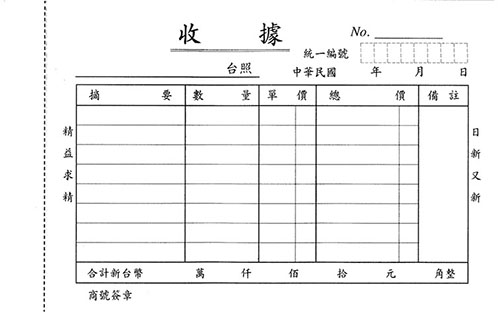 收 據
No.
統一編號
台照
中華民國 年 月 日
摘 要 數 量 單 價 總 價 備 註
精益求精
日新又新
合計新台幣 萬 仟 佰 拾 元 角整
商號簽章